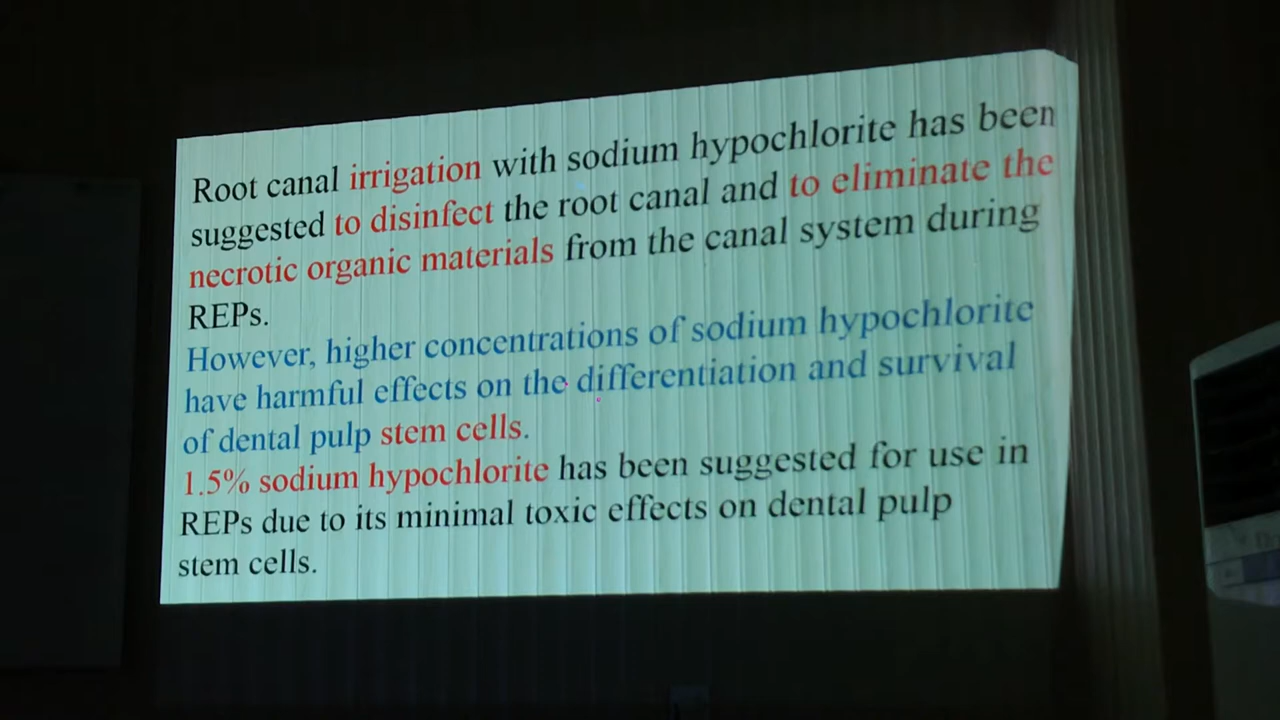 Root canal irrigation with sodium hypochlorite has been
suggested to disinfect the root canal and to eliminate the
necrotic organic materials from the canal system during
REPs.
However, higher concentrations of sodium hypochlorite
have harmful effects on the differentiation and survival
of dental pulp stem cells.
1.5% sodium hypochlorite has been suggested for use in
REPs due to its minimal toxic effects on dental pulp
stem cells.